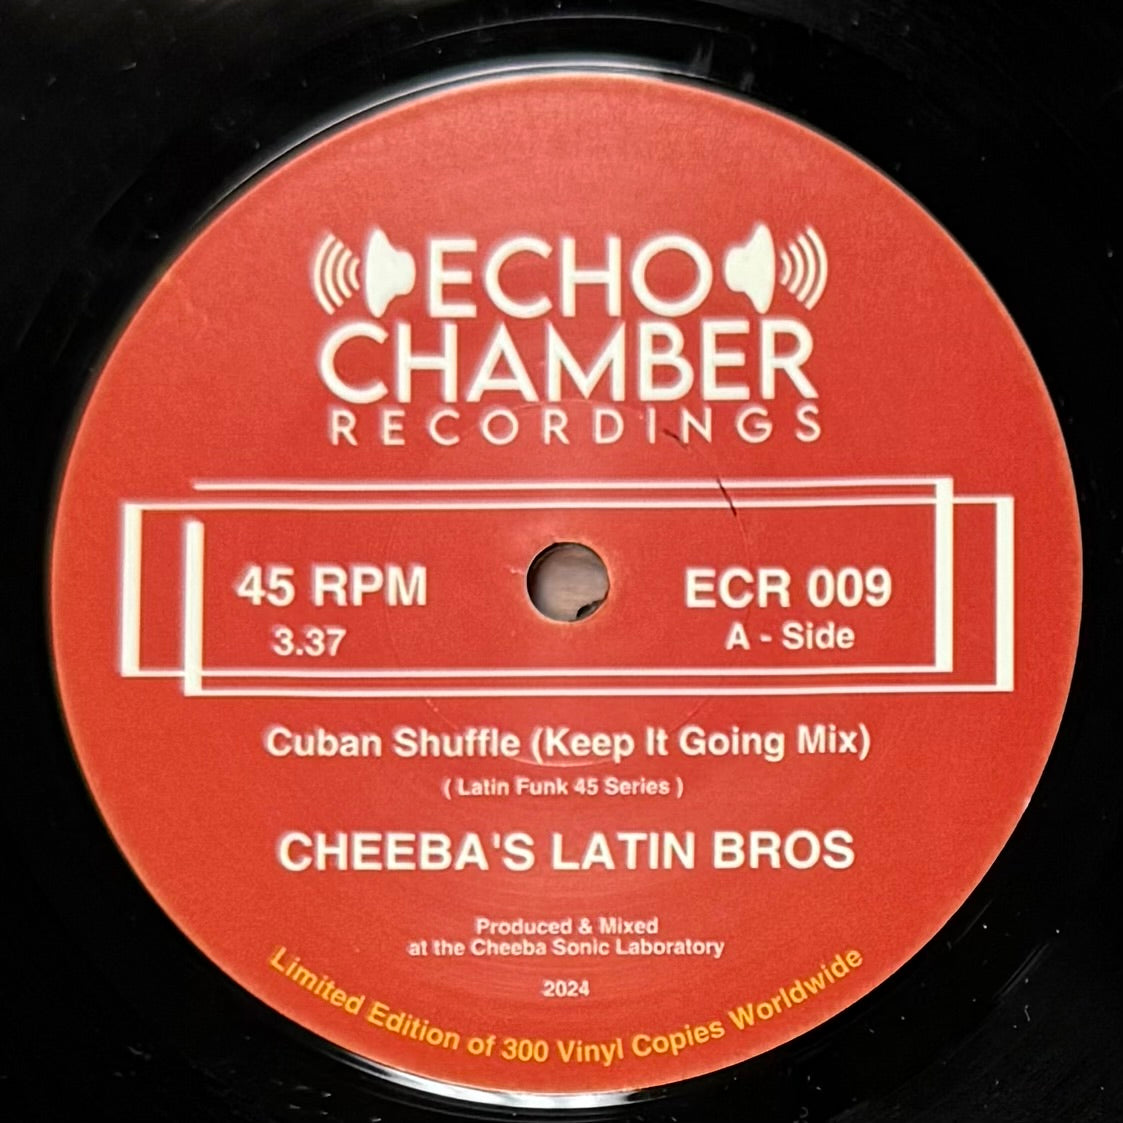 ECHO
CHAMBER
RECORDINGS
45 RPM
3.37
ECR 009
A - Side
Cuban Shuffle (Keep It Going Mix)
( Latin Funk 45 Series )
CHEEBA'S LATIN BROS
Produced & Mixed
at the Cheeba Sonic Laboratory
2024
Limited Edition of 300 Vinyl Copies Worldwide